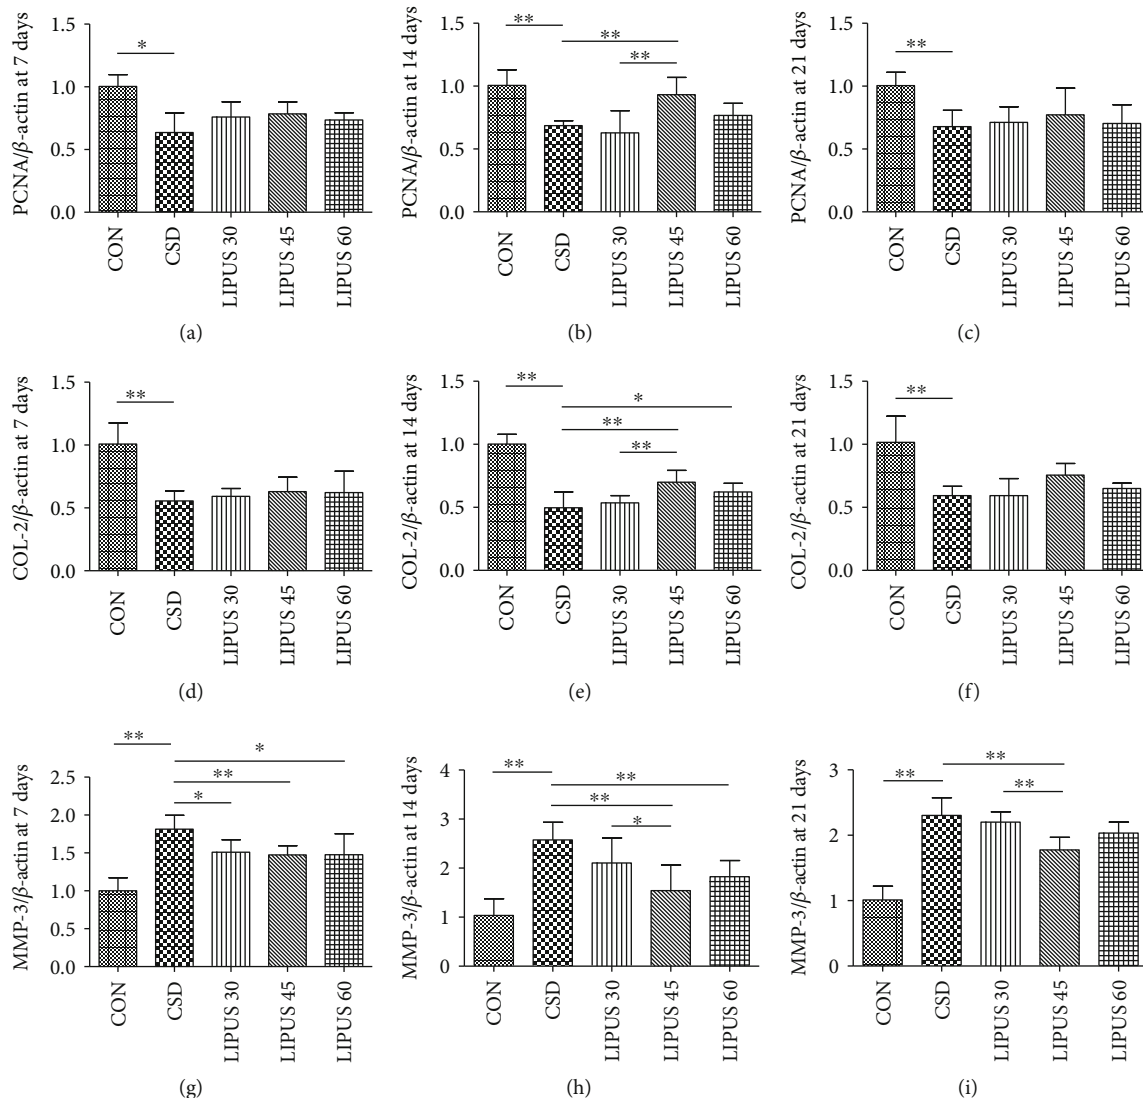 PCNA/β-actin at 7 days
1.5
1.0
0.5
0.0
*
CON
CSD
LIPUS 30
LIPUS 45
LIPUS 60
(a)
PCNA/β-actin at 14 days
1.5
1.0
0.5
0.0
**
**
**
CON
CSD
LIPUS 30
LIPUS 45
LIPUS 60
(b)
PCNA/β-actin at 21 days
1.5
1.0
0.5
0.0
**
CON
CSD
LIPUS 30
LIPUS 45
LIPUS 60
(c)
COL-2/β-actin at 7 days
1.5
1.0
0.5
0.0
**
CON
CSD
LIPUS 30
LIPUS 45
LIPUS 60
(d)
COL-2/β-actin at 14 days
1.5
1.0
0.5
0.0
**
*
**
**
CON
CSD
LIPUS 30
LIPUS 45
LIPUS 60
(e)
COL-2/β-actin at 21 days
1.5
1.0
0.5
0.0
**
CON
CSD
LIPUS 30
LIPUS 45
LIPUS 60
(f)
MMP-3/β-actin at 7 days
2.5
2.0
1.5
1.0
0.5
0.0
**
*
**
*
CON
CSD
LIPUS 30
LIPUS 45
LIPUS 60
(g)
MMP-3/β-actin at 14 days
4
3
2
1
0
**
**
**
*
CON
CSD
LIPUS 30
LIPUS 45
LIPUS 60
(h)
MMP-3/β-actin at 21 days
3
2
1
0
**
**
**
CON
CSD
LIPUS 30
LIPUS 45
LIPUS 60
(i)